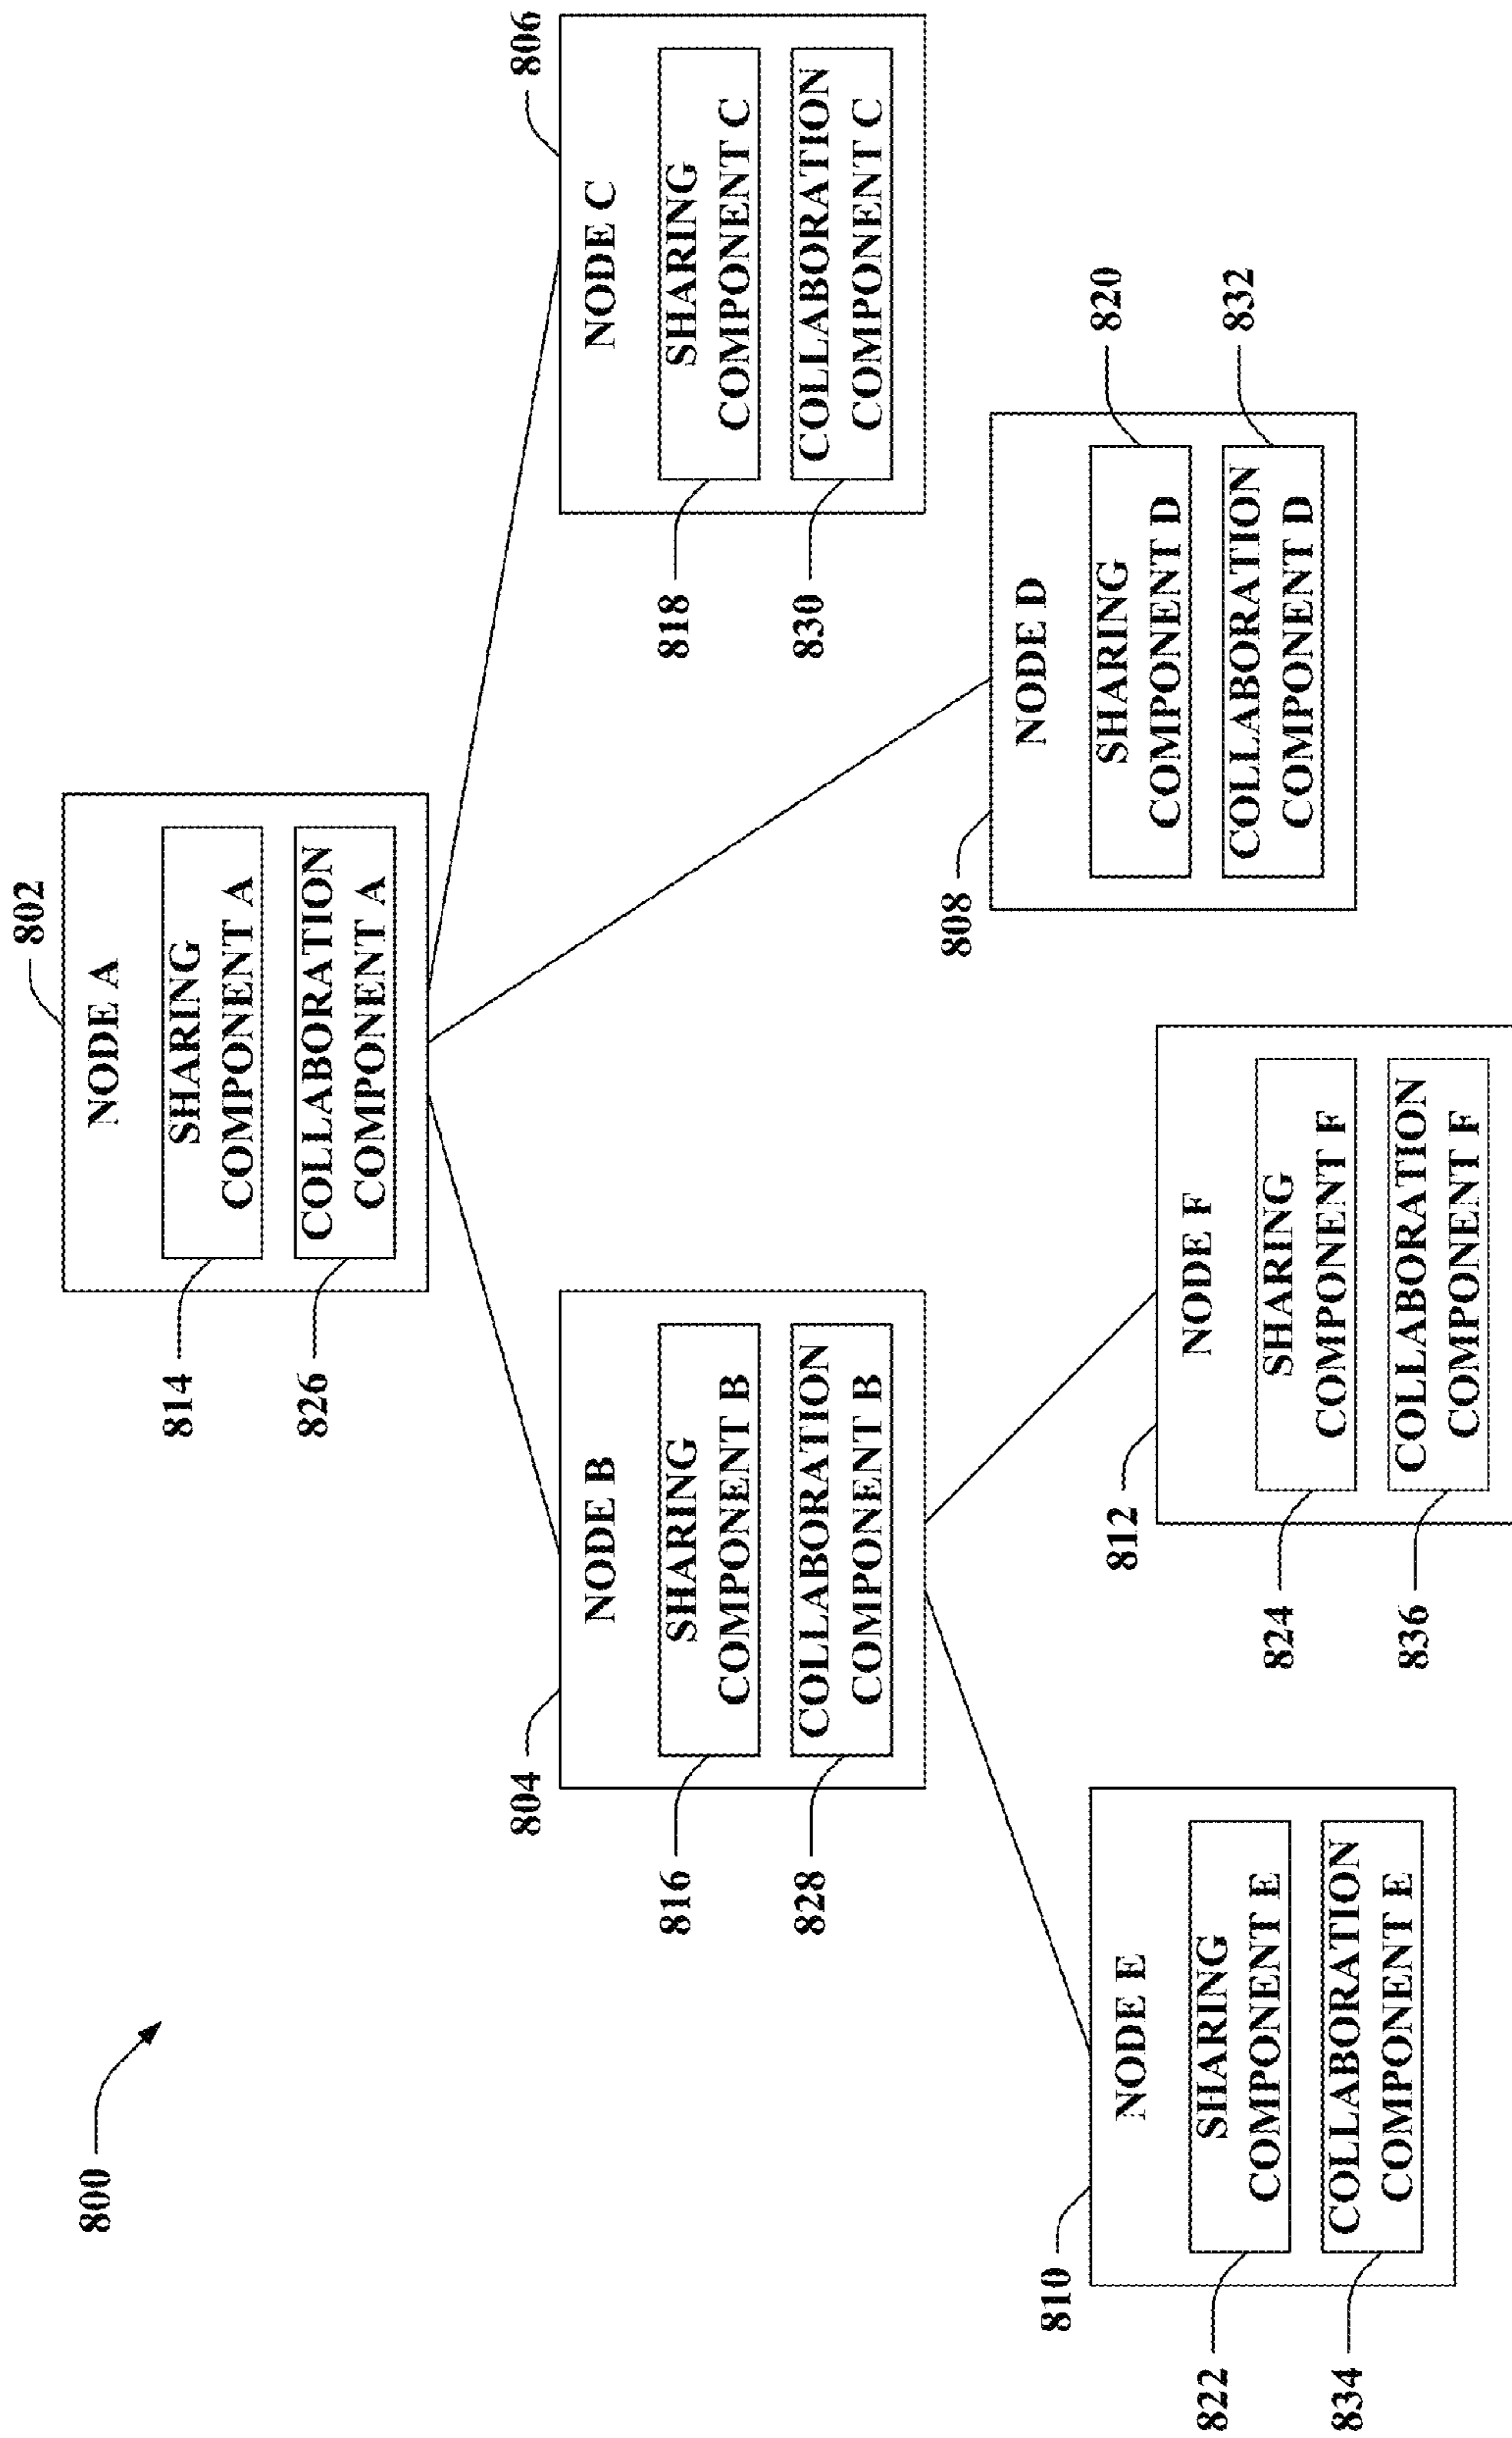 800
802
NODE A
SHARING
COMPONENT A
COLLABORATION
COMPONENT A
814
826
804
NODE B
SHARING
COMPONENT B
COLLABORATION
COMPONENT B
816
828
806
NODE C
SHARING
COMPONENT C
COLLABORATION
COMPONENT C
818
830
808
NODE D
SHARING
COMPONENT D
COLLABORATION
COMPONENT D
820
832
810
NODE E
SHARING
COMPONENT E
COLLABORATION
COMPONENT E
822
834
812
NODE F
SHARING
COMPONENT F
COLLABORATION
COMPONENT F
824
836